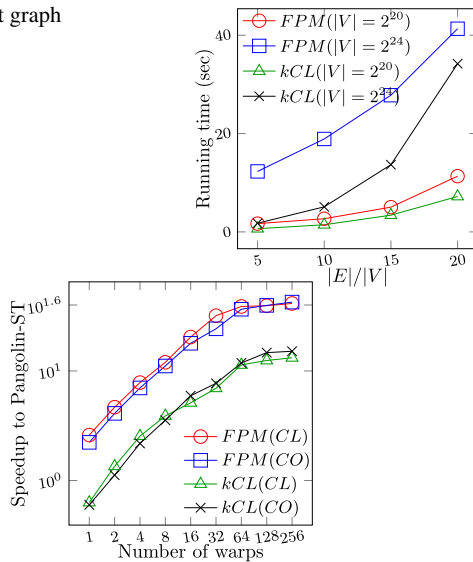 t graph
Running time (sec)
40
20
0
FPM(|V| = 2^20)
FPM(|V| = 2^24)
kCL(|V| = 2^20)
kCL(|V| = 2^24)
5 10 15 20
|E|/|V|
Speedup to Pangolin-ST
10^1.6
10^1
10^0
FPM(CL)
FPM(CO)
kCL(CL)
kCL(CO)
1 2 4 8 16 32 64 128 256
Number of warps